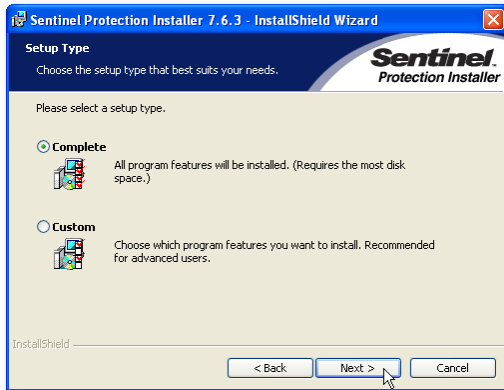 Sentinel Protection Installer 7.6.3 - InstallShield Wizard
Setup Type
Choose the setup type that best suits your needs.
Sentinel.
Protection Installer
Please select a setup type.
Complete
All program features will be installed. (Requires the most disk
space.)
Custom
Choose which program features you want to install. Recommended
for advanced users.
InstallShield
< Back
Next >
Cancel